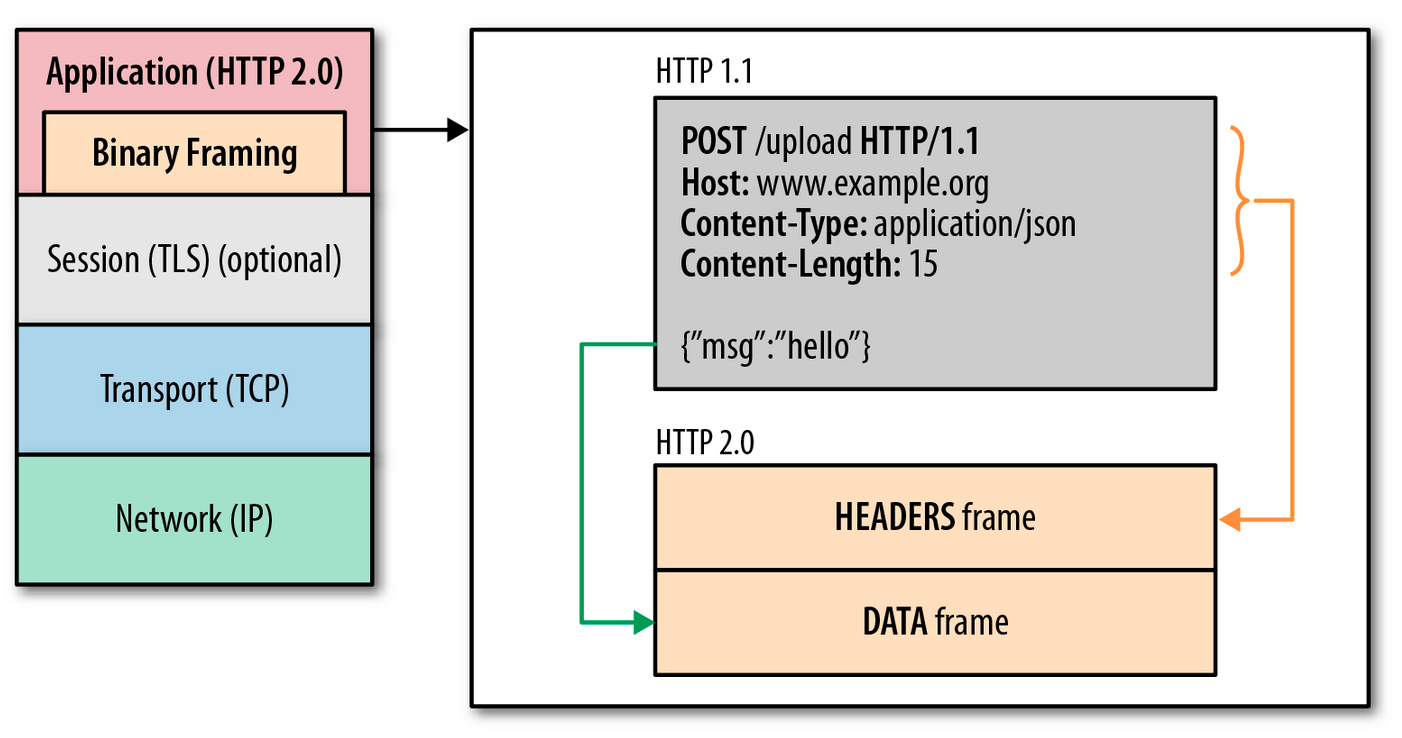 Application (HTTP 2.0)
Binary Framing
Session (TLS) (optional)
Transport (TCP)
Network (IP)
HTTP 1.1
POST /upload HTTP/1.1
Host: www.example.org
Content-Type: application/json
Content-Length: 15
{”msg”:”hello”}
HTTP 2.0
HEADERS frame
DATA frame